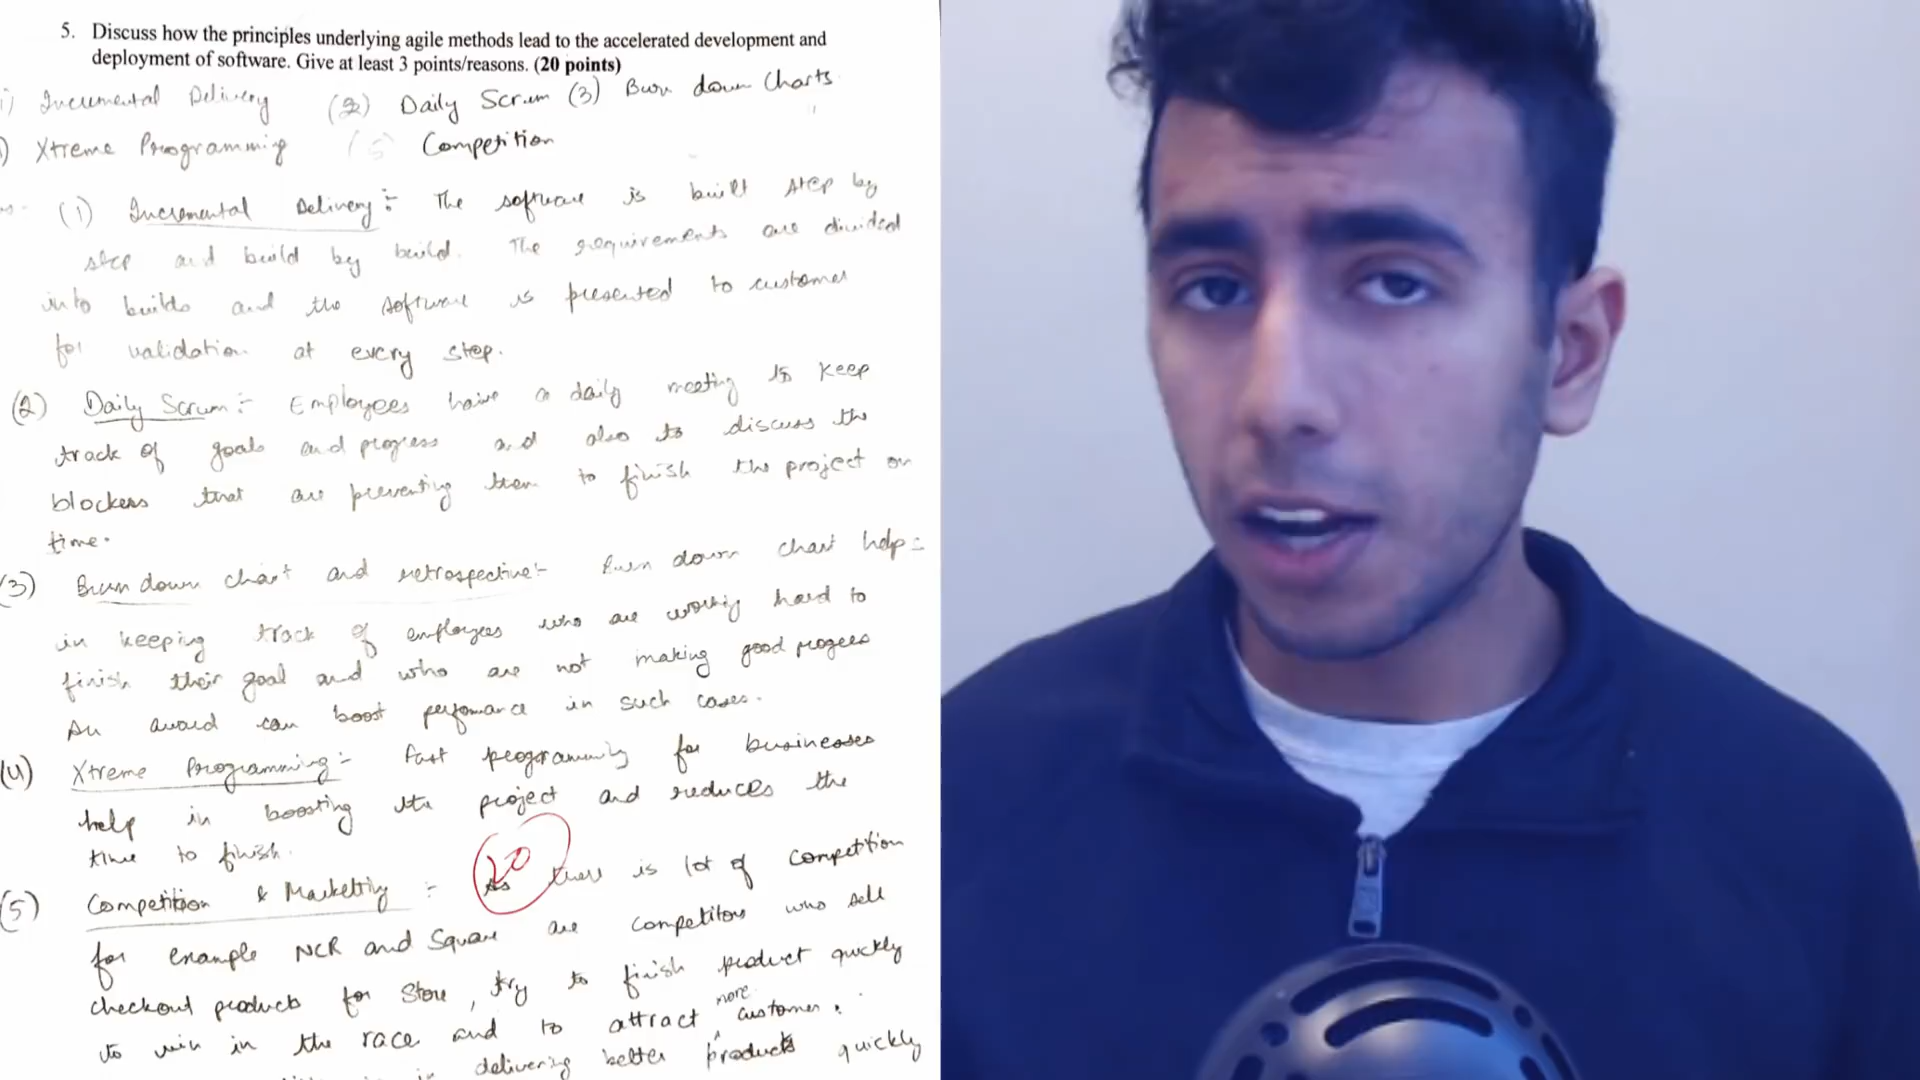 5. Discuss how the principles underlying agile methods lead to the accelerated development and
deployment of software. Give at least 3 points/reasons. (20 points)
1) Incremental Delivery (2) Daily Scrum (3) Burn down Charts
) Xtreme Programming (5) Competition
(1) Incremental Delivery :- The software is built step by
step and build by build. The requirements are divided
into builds and the software is presented to customer
for validation at every step.
(2) Daily Scrum :- Employees have a daily meeting to keep
track of goals and progress and also to discuss the
blockers that are preventing them to finish the project on
time.
(3) Burn down chart and retrospective :- Burn down chart help
in keeping track of employees who are working hard to
finish their goal and who are not making good progress
An award can boost perfomance in such cases.
(4) Xtreme Programming :- Fast programming for businesses
help in boosting the project and reduces the
time to finish.
20
(5) Competition & Marketing :- As there is lot of competition
for example NCR and Square are competitors who sell
checkout products for Store, try to finish product quickly
to win in the race and to attract more customer.
in delivering better products quickly